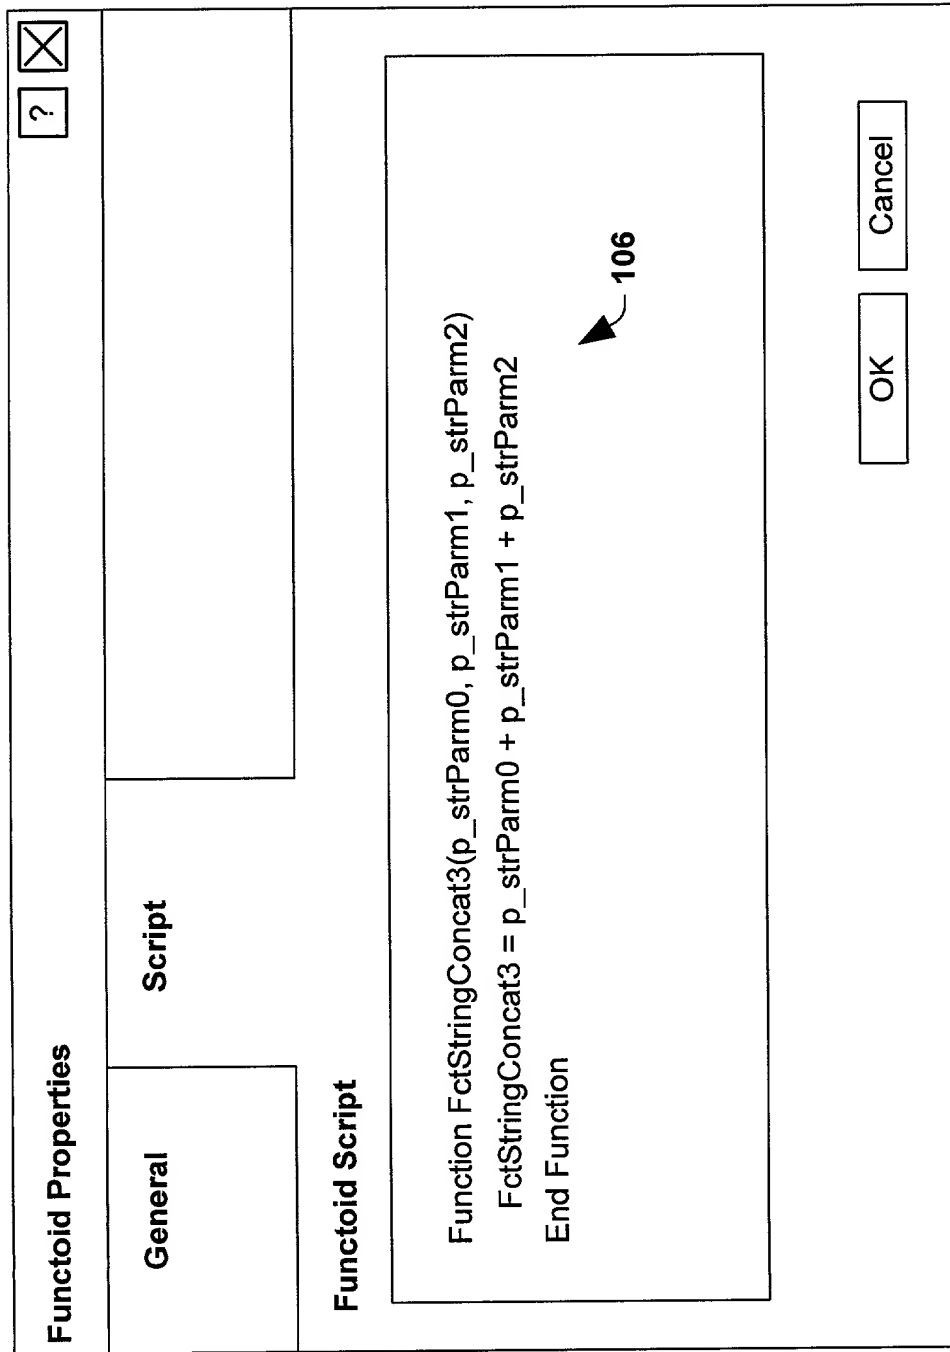 Functoid Properties
?
General
Script
Functoid Script
Function FctStringConcat3(p_strParm0, p_strParm1, p_strParm2)
FctStringConcat3 = p_strParm0 + p_strParm1 + p_strParm2
End Function
106
OK
Cancel